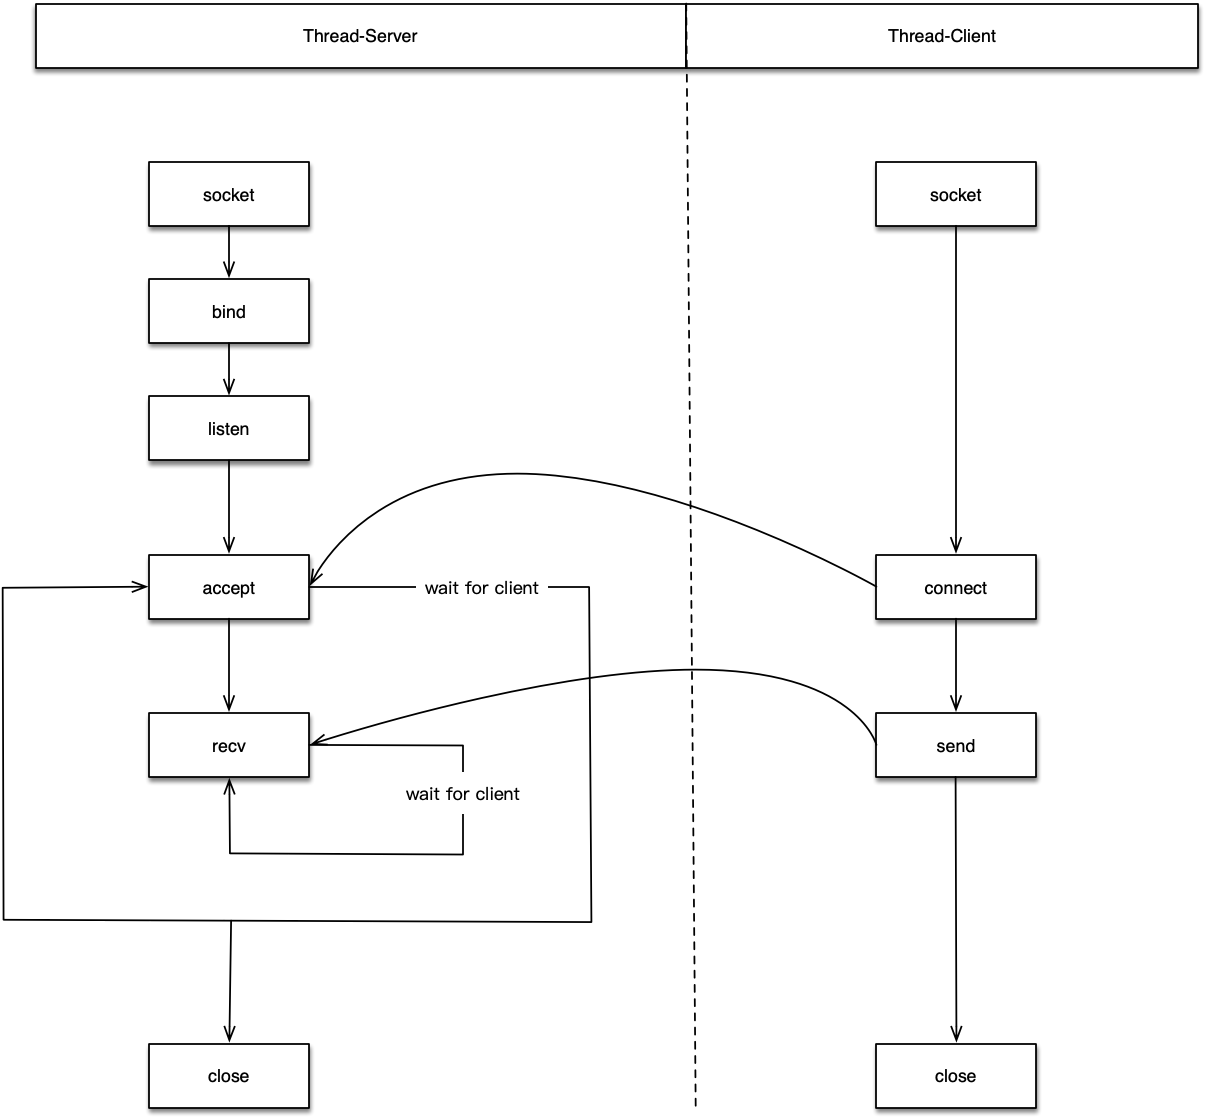 Thread-Server
Thread-Client
socket
socket
bind
listen
accept
wait for client
connect
recv
send
wait for client
close
close